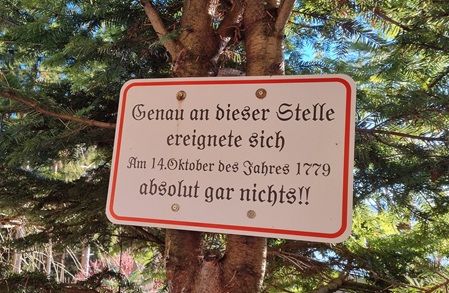 Genau an dieser Stelle
ereignete sich
Am 14.Oktober des Jahres 1779
absolut gar nichts!!